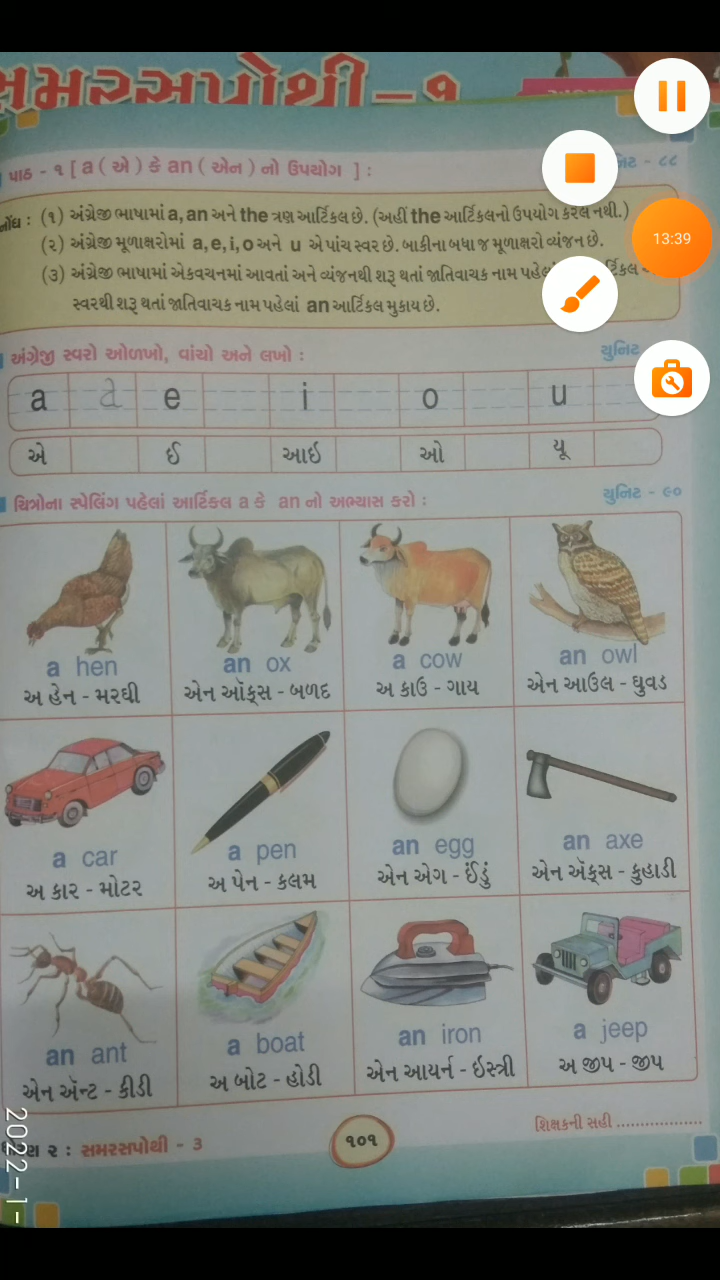 સમરસપોથી – ૧
પાઠ - ૧ [ a ( એ ) કે an ( એન ) નો ઉપયોગ ] :
- ૮૮
નોંધ : (૧) અંગ્રેજી ભાષામાં a, an અને the ત્રણ આર્ટિકલ છે. (અહીં the આર્ટિકલનો ઉપયોગ કરેલ નથી.)
(૨) અંગ્રેજી મૂળાક્ષરોમાં a, e, i, o અને u એ પાંચ સ્વર છે. બાકીના બધા જ મૂળાક્ષરો વ્યંજન છે.
(૩) અંગ્રેજી ભાષામાં એકવચનમાં આવતાં અને વ્યંજનથી શરૂ થતાં જાતિવાચક નામ
સ્વરથી શરૂ થતાં જાતિવાચક નામ પહેલાં an આર્ટિકલ મુકાય છે.
13:39
અંગ્રેજી સ્વરો ઓળખો, વાંચો અને લખો :
યુનિટ
a a e i o u
એ ઈ આઇ ઓ યૂ
ચિત્રોના સ્પેલિંગ પહેલાં આર્ટિકલ a કે an નો અભ્યાસ કરો :
યુનિટ - ૯૦
a hen an ox a cow an owl
અ હેન - મરઘી એન ઑક્સ - બળદ અ કાઉ - ગાય એન આઉલ - ઘુવડ
a car a pen an egg an axe
અ કાર - મોટર અ પેન - કલમ એન એગ - ઈંડું એન ઍક્સ - કુહાડી
an ant a boat an iron a jeep
એન ઍન્ટ - કીડી અ બોટ - હોડી એન આયર્ન - ઇસ્ત્રી અ જીપ - જીપ
શિક્ષકની સહી ..................
૨ : સમરસપોથી - 3
૧૦૧
2022-1-